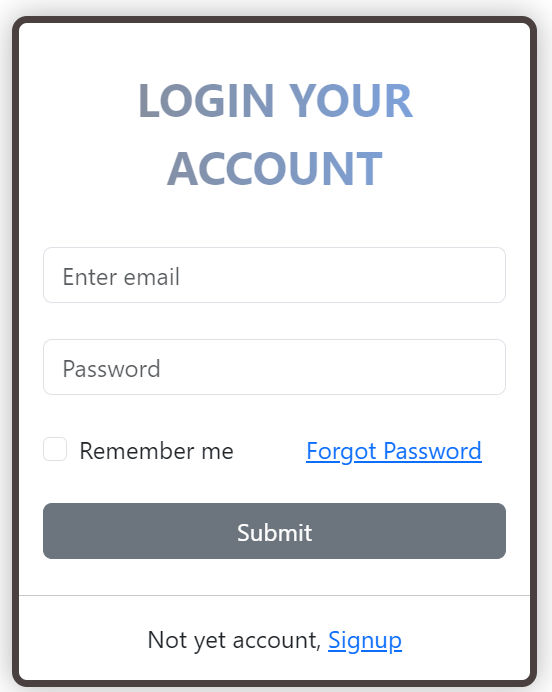 LOGIN YOUR
ACCOUNT
Enter email
Password
Remember me Forgot Password
Submit
Not yet account, Signup